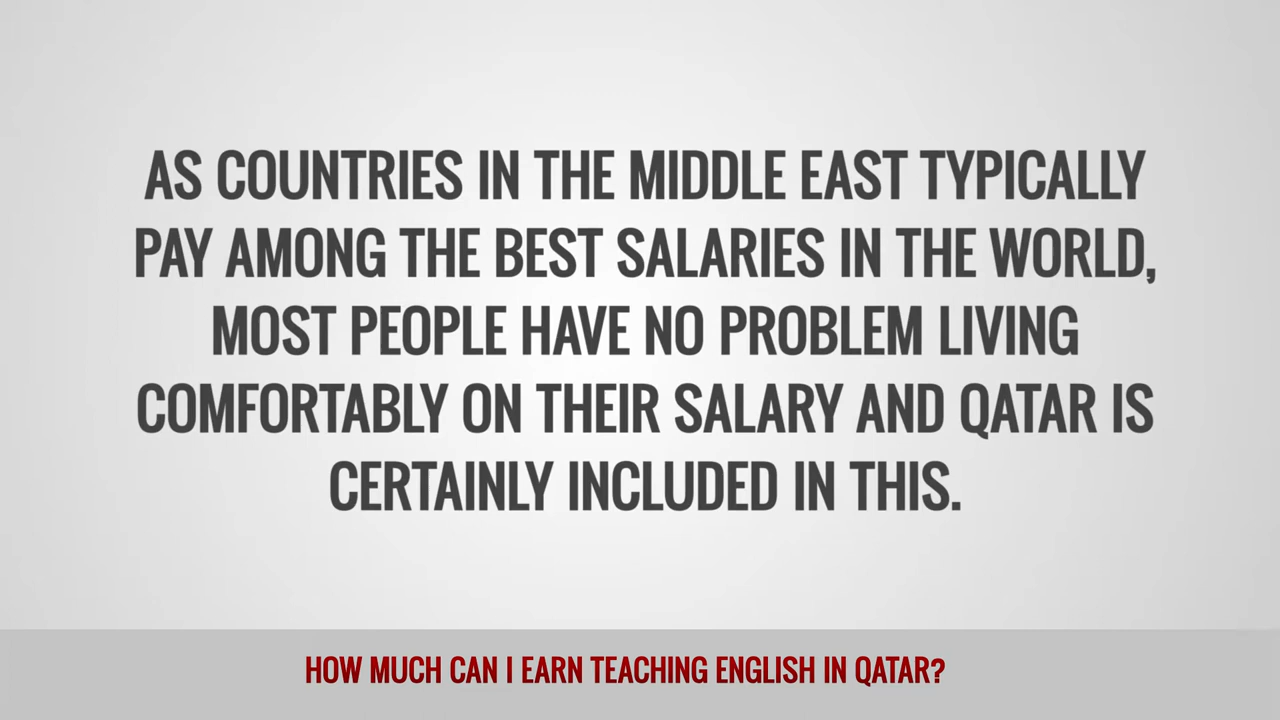 AS COUNTRIES IN THE MIDDLE EAST TYPICALLY
PAY AMONG THE BEST SALARIES IN THE WORLD,
MOST PEOPLE HAVE NO PROBLEM LIVING
COMFORTABLY ON THEIR SALARY AND QATAR IS
CERTAINLY INCLUDED IN THIS.
HOW MUCH CAN I EARN TEACHING ENGLISH IN QATAR?